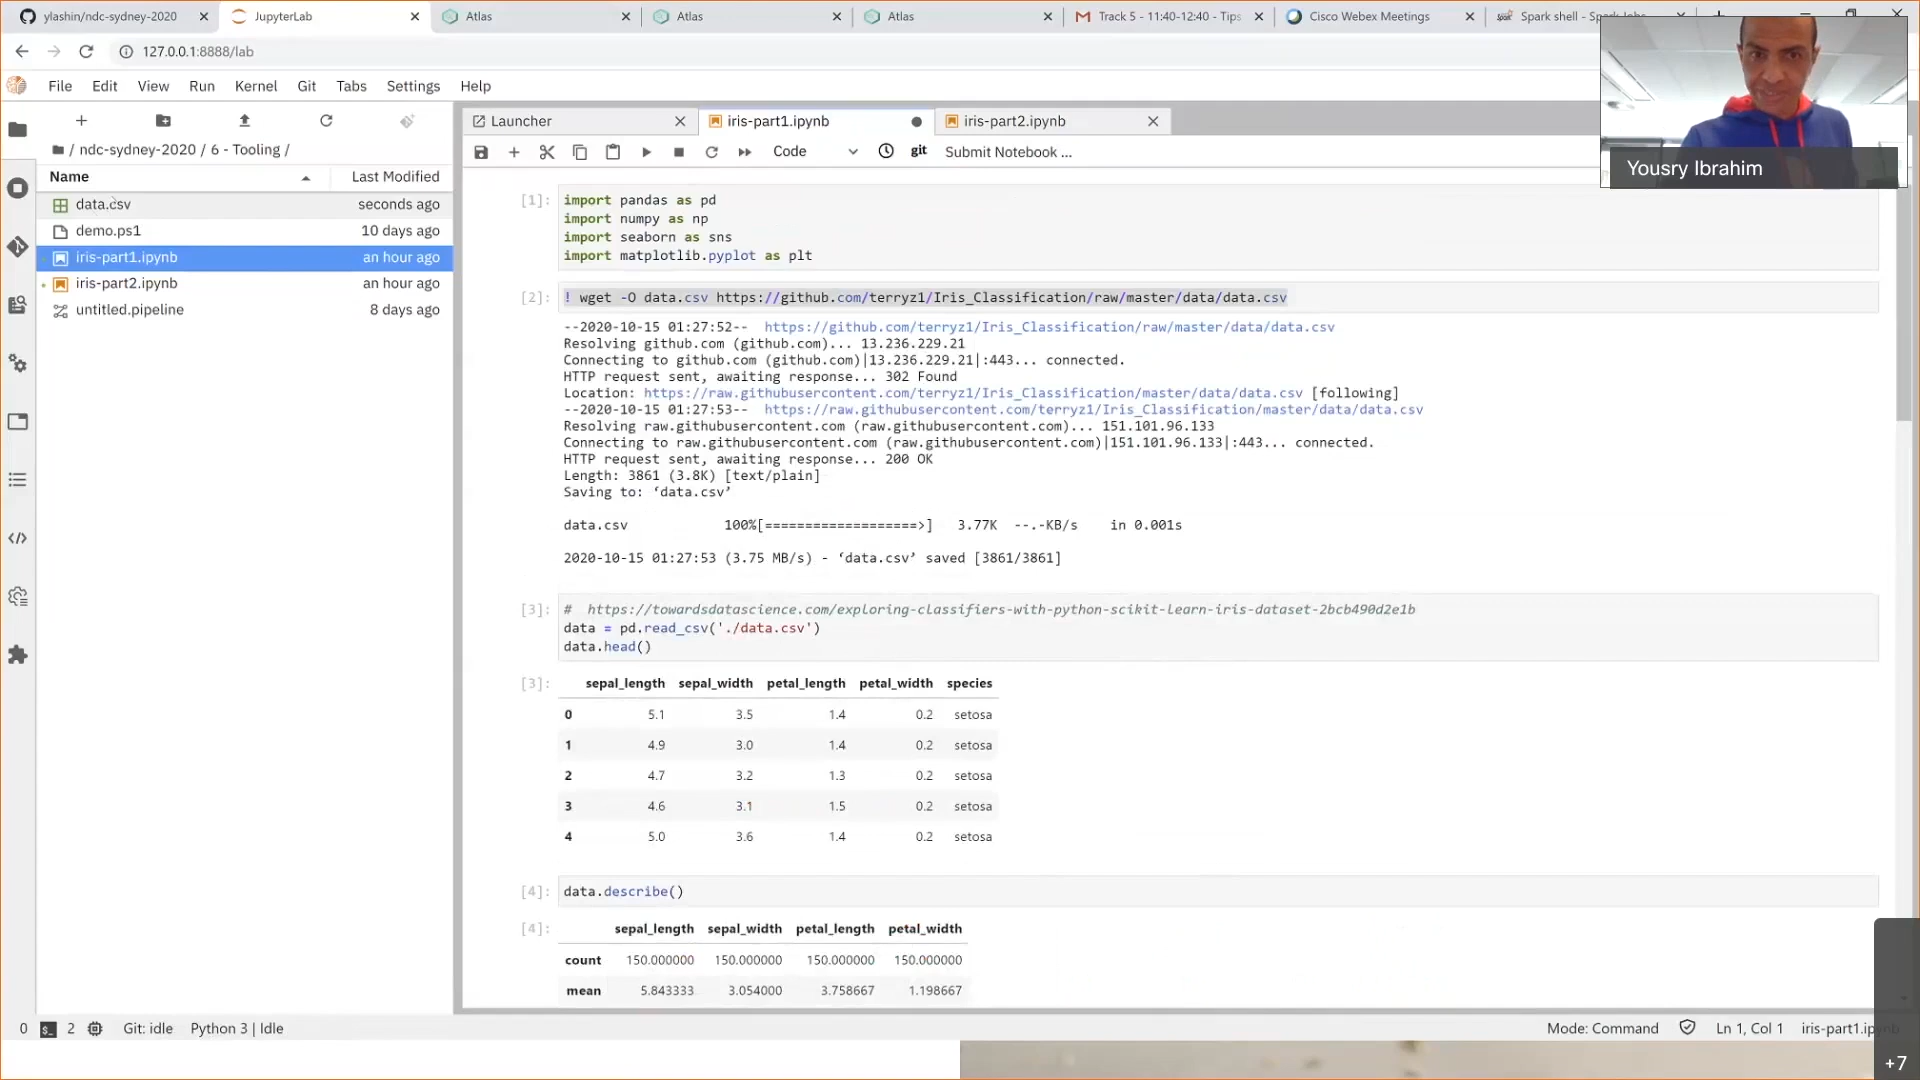 ylashin/ndc-sydney-2020
JupyterLab
Atlas
Atlas
Atlas
Track 5 - 11:40-12:40 - Tips
Cisco Webex Meetings
Spark shell - Spark Jobs
127.0.0.1:8888/lab
File Edit View Run Kernel Git Tabs Settings Help
Yousry Ibrahim
Launcher
iris-part1.ipynb
iris-part2.ipynb
/ ndc-sydney-2020 / 6 - Tooling /
Code
git
Submit Notebook ...
Name Last Modified
data.csv seconds ago
demo.ps1 10 days ago
iris-part1.ipynb an hour ago
iris-part2.ipynb an hour ago
untitled.pipeline 8 days ago
[1]: import pandas as pd
import numpy as np
import seaborn as sns
import matplotlib.pyplot as plt
[2]: ! wget -O data.csv https://github.com/terryz1/Iris_Classification/raw/master/data/data.csv
--2020-10-15 01:27:52-- https://github.com/terryz1/Iris_Classification/raw/master/data/data.csv
Resolving github.com (github.com)... 13.236.229.21
Connecting to github.com (github.com)|13.236.229.21|:443... connected.
HTTP request sent, awaiting response... 302 Found
Location: https://raw.githubusercontent.com/terryz1/Iris_Classification/master/data/data.csv [following]
--2020-10-15 01:27:53-- https://raw.githubusercontent.com/terryz1/Iris_Classification/master/data/data.csv
Resolving raw.githubusercontent.com (raw.githubusercontent.com)... 151.101.96.133
Connecting to raw.githubusercontent.com (raw.githubusercontent.com)|151.101.96.133|:443... connected.
HTTP request sent, awaiting response... 200 OK
Length: 3861 (3.8K) [text/plain]
Saving to: ‘data.csv’
data.csv 100%[===================>] 3.77K --.-KB/s in 0.001s
2020-10-15 01:27:53 (3.75 MB/s) - ‘data.csv’ saved [3861/3861]
[3]: # https://towardsdatascience.com/exploring-classifiers-with-python-scikit-learn-iris-dataset-2bcb490d2e1b
data = pd.read_csv('./data.csv')
data.head()
[3]: sepal_length sepal_width petal_length petal_width species
0 5.1 3.5 1.4 0.2 setosa
1 4.9 3.0 1.4 0.2 setosa
2 4.7 3.2 1.3 0.2 setosa
3 4.6 3.1 1.5 0.2 setosa
4 5.0 3.6 1.4 0.2 setosa
[4]: data.describe()
[4]: sepal_length sepal_width petal_length petal_width
count 150.000000 150.000000 150.000000 150.000000
mean 5.843333 3.054000 3.758667 1.198667
0 2 Git: idle Python 3 | Idle
Mode: Command Ln 1, Col 1 iris-part1.ipynb
+7